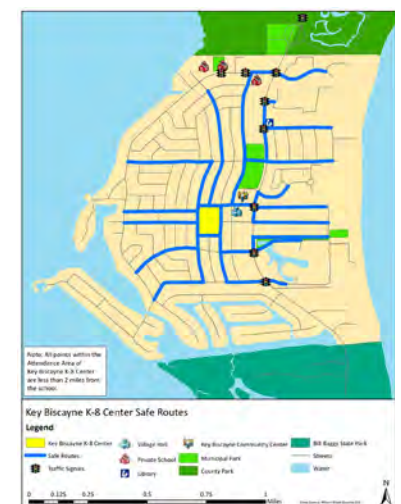 Note: All points within the
Attendance Area of
Key Biscayne K-8 Center
are less than 2 miles from
the school.
Key Biscayne K-8 Center Safe Routes
Legend
Key Biscayne K-8 Center
Village Hall
Key Biscayne Community Center
Bill Baggs State Park
Safe Routes
Private School
Municipal Park
Streets
Traffic Signals
Library
County Park
Water
0 0.125 0.25 0.5 0.75 1
Miles
N